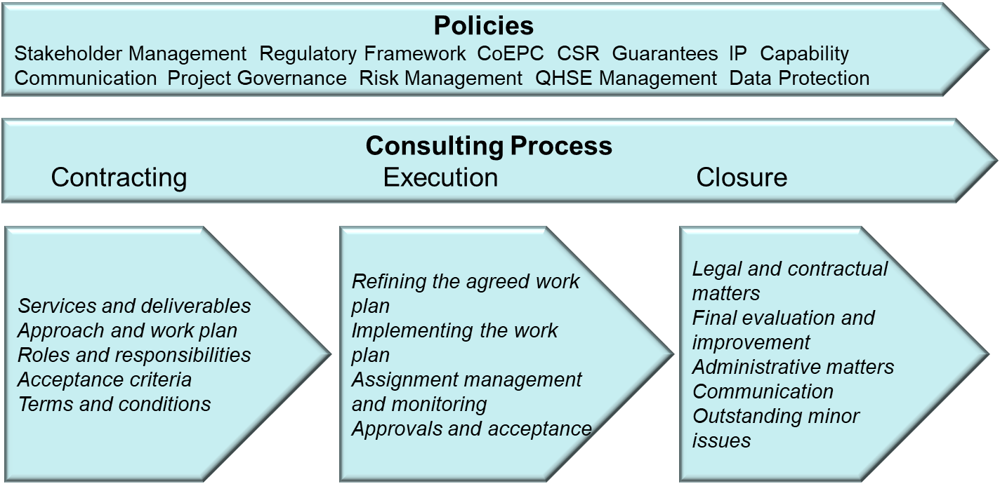 Policies
Stakeholder Management Regulatory Framework CoEPC CSR Guarantees IP Capability
Communication Project Governance Risk Management QHSE Management Data Protection
Consulting Process
Contracting Execution Closure
Services and deliverables
Approach and work plan
Roles and responsibilities
Acceptance criteria
Terms and conditions
Refining the agreed work
plan
Implementing the work
plan
Assignment management
and monitoring
Approvals and acceptance
Legal and contractual
matters
Final evaluation and
improvement
Administrative matters
Communication
Outstanding minor
issues